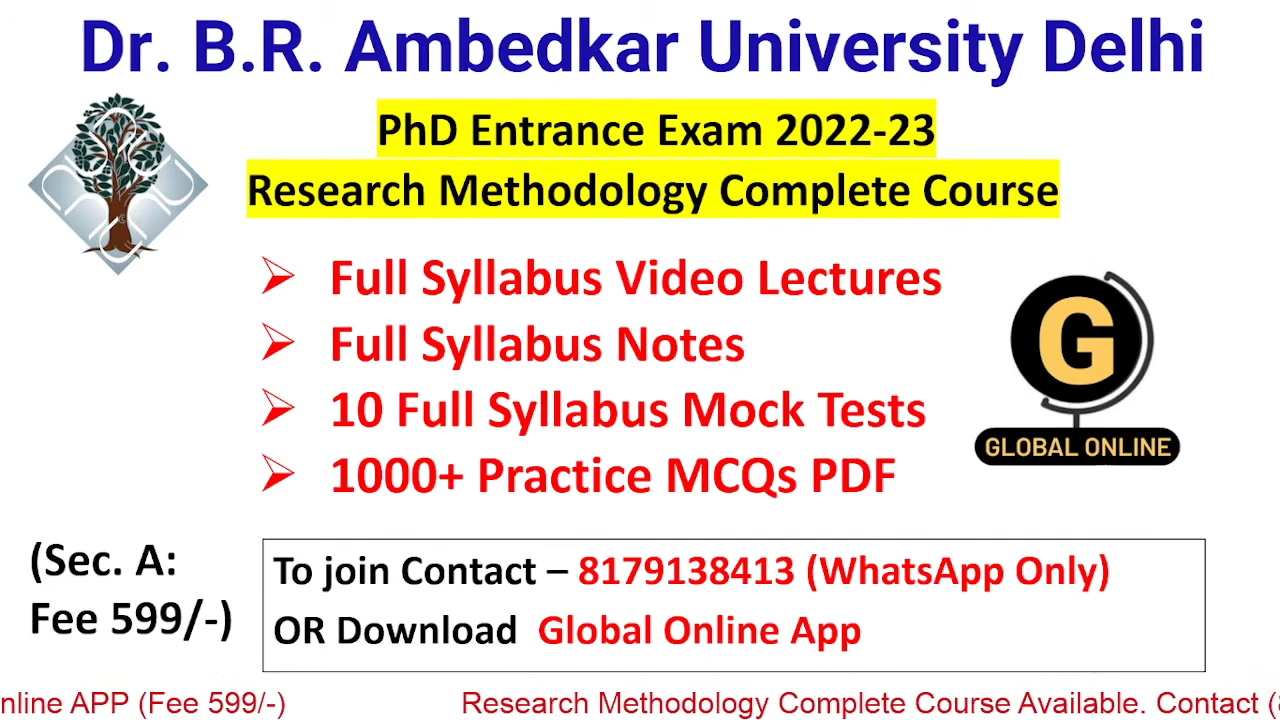 Dr. B.R. Ambedkar University Delhi
PhD Entrance Exam 2022-23
Research Methodology Complete Course
➢ Full Syllabus Video Lectures
➢ Full Syllabus Notes
➢ 10 Full Syllabus Mock Tests
➢ 1000+ Practice MCQs PDF
G
GLOBAL ONLINE
(Sec. A:
Fee 599/-)
To join Contact – 8179138413 (WhatsApp Only)
OR Download Global Online App
nline APP (Fee 599/-) Research Methodology Complete Course Available. Contact (